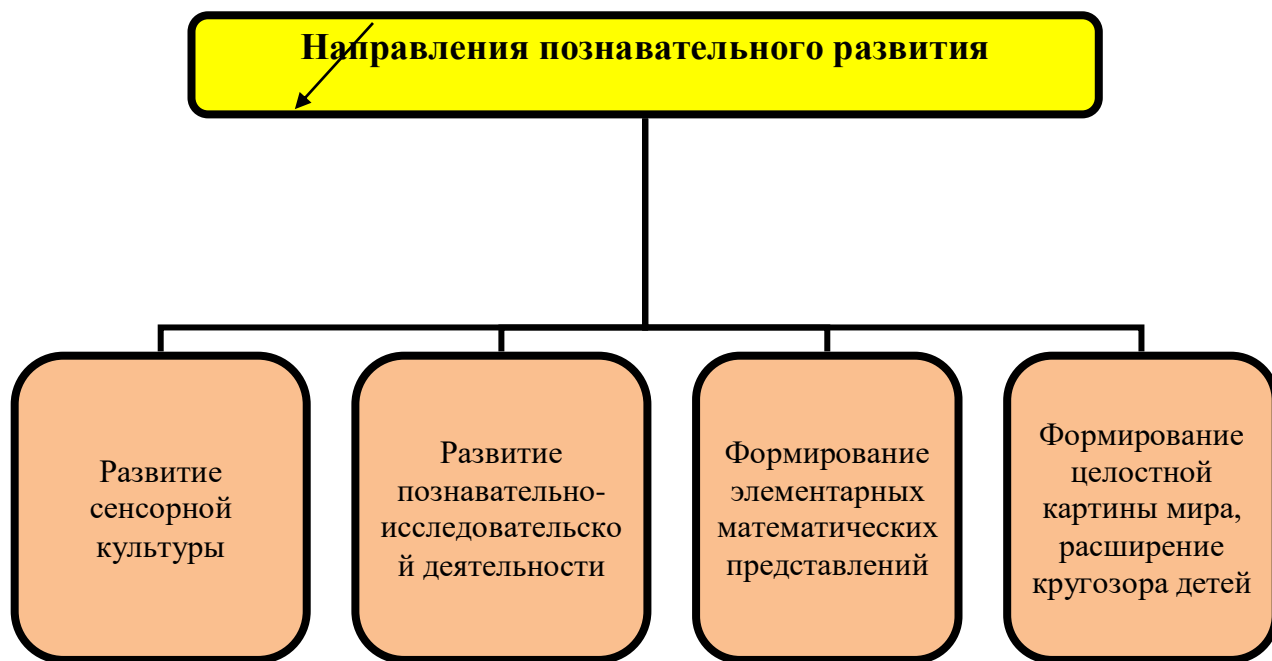 Направления познавательного развития
Развитие
сенсорной
культуры
Развитие
познавательно-
исследовательско
й деятельности
Формирование
элементарных
математических
представлений
Формирование
целостной
картины мира,
расширение
кругозора детей